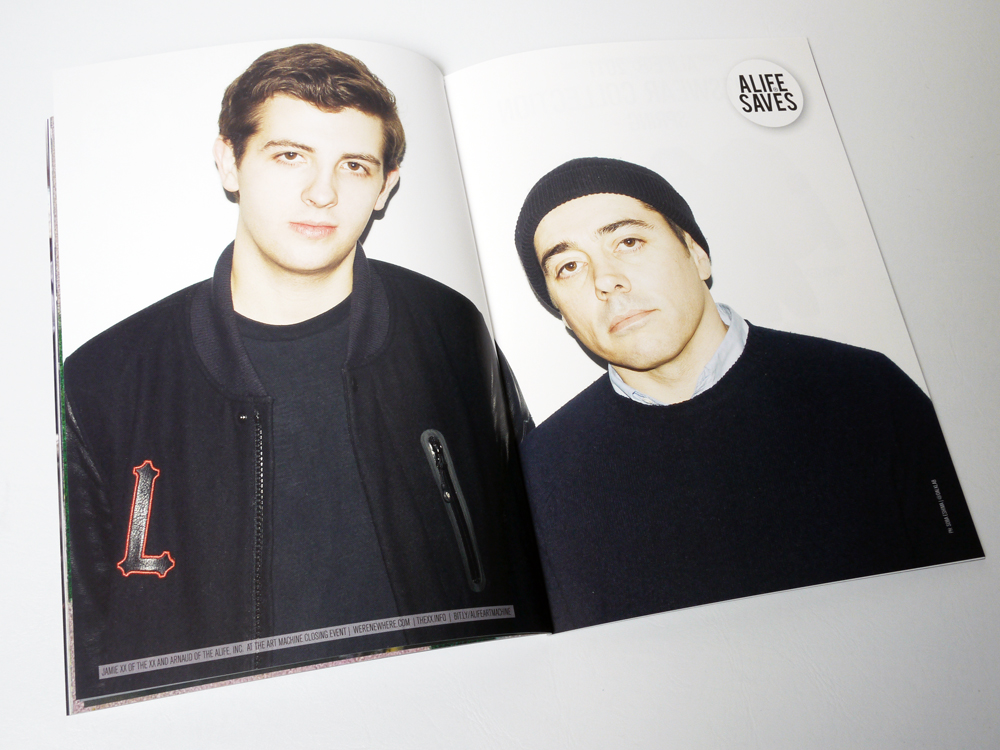 ALIFE
SAVES
L
JAMIE XX OF THE XX AND ARNAUD OF THE ALIFE, INC. AT THE ART MACHINE CLOSING EVENT | WERENEWHERE.COM | THEXX.INFO | BIT.LY/ALIFEARTMACHINE